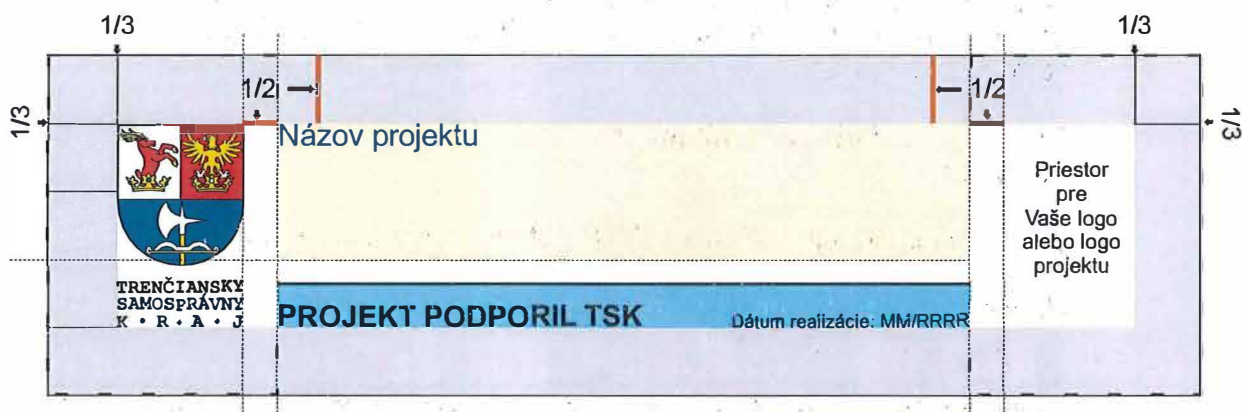 1/3
1/3
1/2
1/2
1/3
1/3
Názov projektu
Priestor
pre
Vaše logo
alebo logo
projektu
TRENČIANSKY
SAMOSPRÁVNY
K · R · A · J
PROJEKT PODPORIL TSK
Dátum realizácie: MM/RRRR